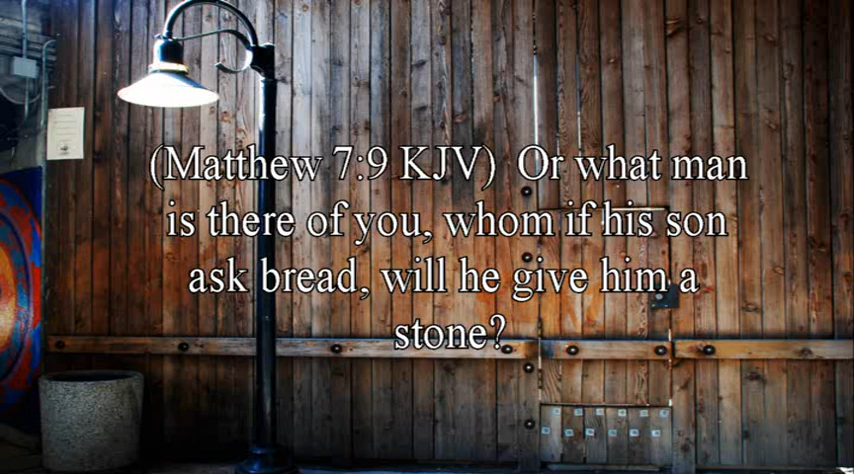 (Matthew 7:9 KJV)  Or what man
is there of you, whom if his son
ask bread, will he give him a
stone?